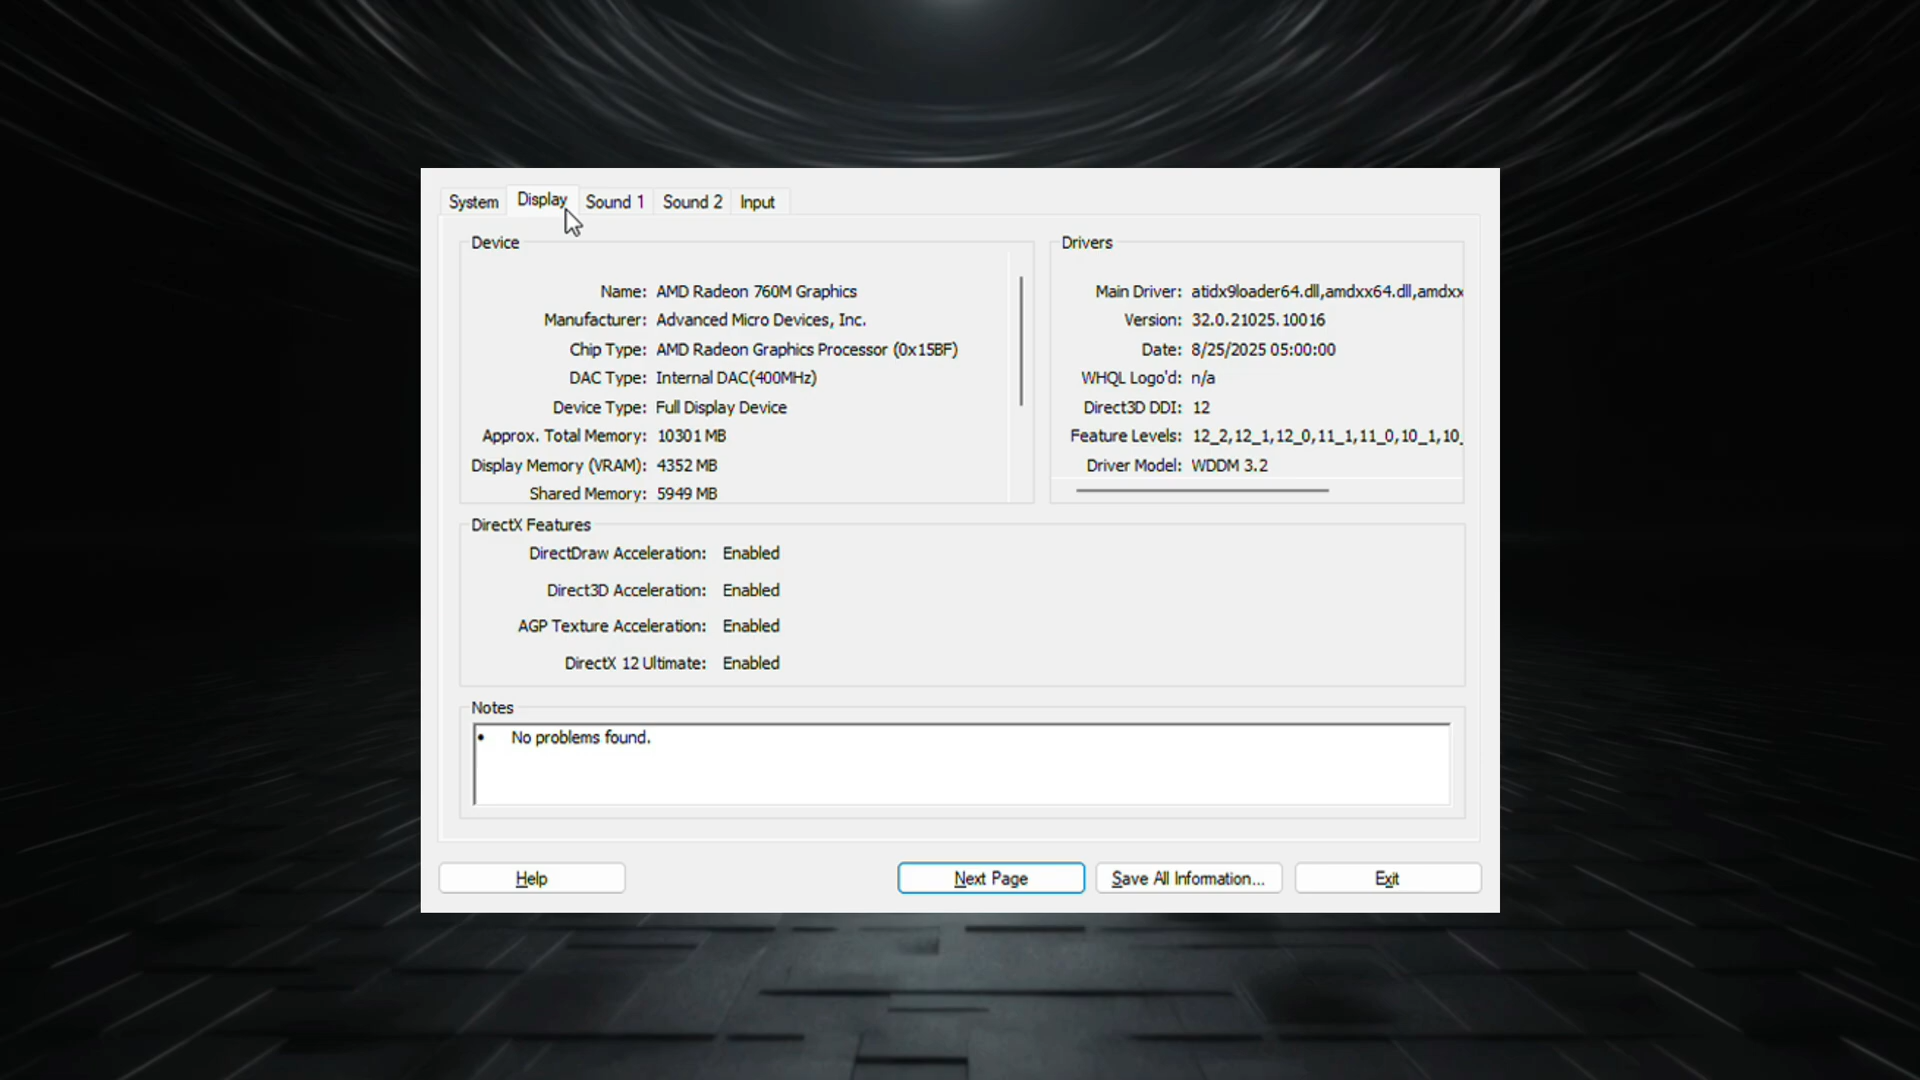 System Display Sound 1 Sound 2 Input
Device
Name: AMD Radeon 760M Graphics
Manufacturer: Advanced Micro Devices, Inc.
Chip Type: AMD Radeon Graphics Processor (0x15BF)
DAC Type: Internal DAC(400MHz)
Device Type: Full Display Device
Approx. Total Memory: 10301 MB
Display Memory (VRAM): 4352 MB
Shared Memory: 5949 MB
Drivers
Main Driver: atidx9loader64.dll,amdxx64.dll,amdxx
Version: 32.0.21025.10016
Date: 8/25/2025 05:00:00
WHQL Logo'd: n/a
Direct3D DDI: 12
Feature Levels: 12_2,12_1,12_0,11_1,11_0,10_1,10_
Driver Model: WDDM 3.2
DirectX Features
DirectDraw Acceleration: Enabled
Direct3D Acceleration: Enabled
AGP Texture Acceleration: Enabled
DirectX 12 Ultimate: Enabled
Notes
• No problems found.
Help Next Page Save All Information... Exit